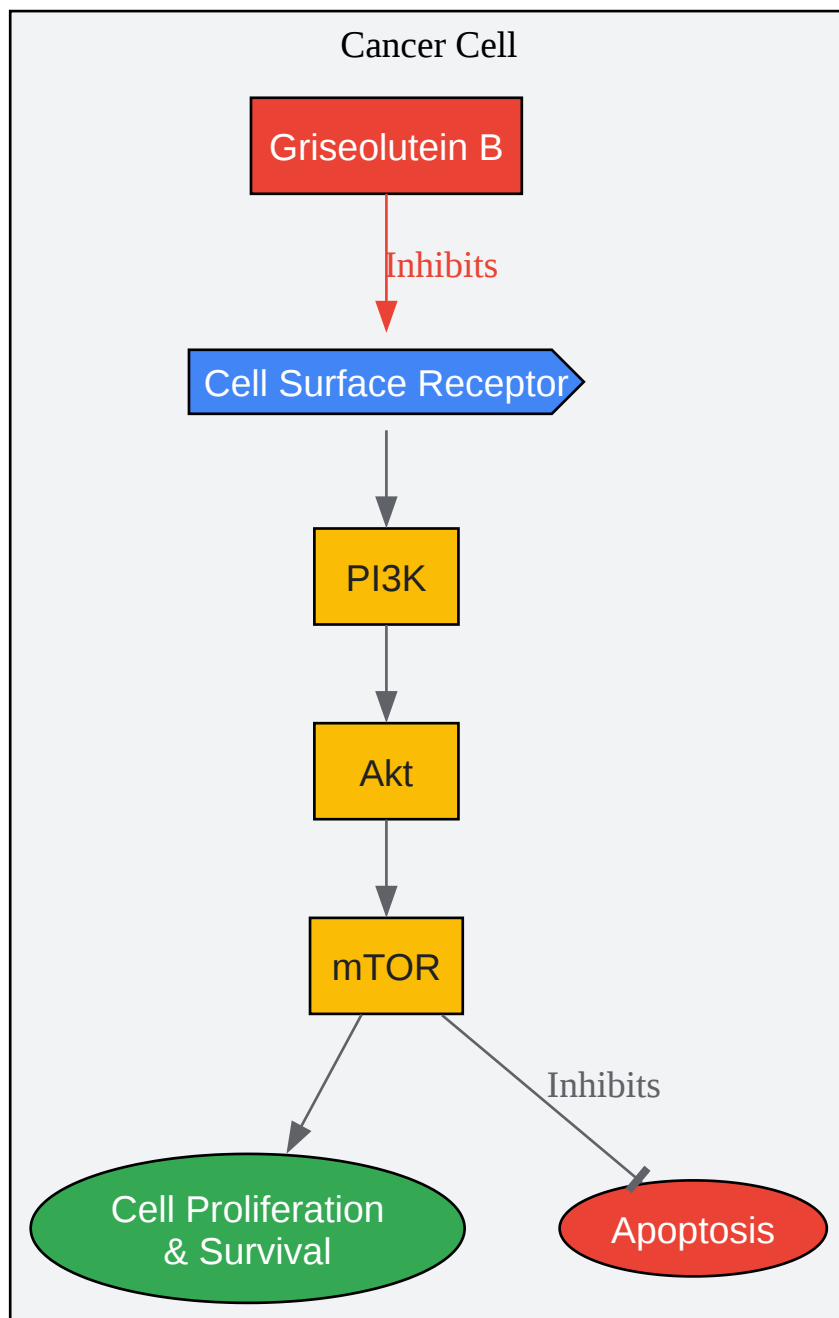 Cancer Cell
Griseolutein B
Inhibits
Cell Surface Receptor
PI3K
Akt
mTOR
Inhibits
Cell Proliferation
& Survival
Apoptosis